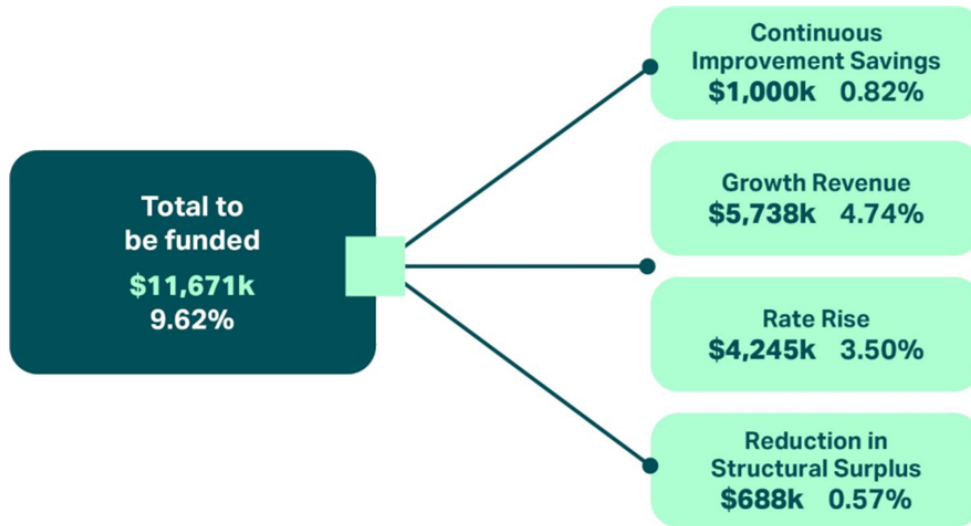 Total to
be funded
$11,671k
9.62%
Continuous
Improvement Savings
$1,000k 0.82%
Growth Revenue
$5,738k 4.74%
Rate Rise
$4,245k 3.50%
Reduction in
Structural Surplus
$688k 0.57%